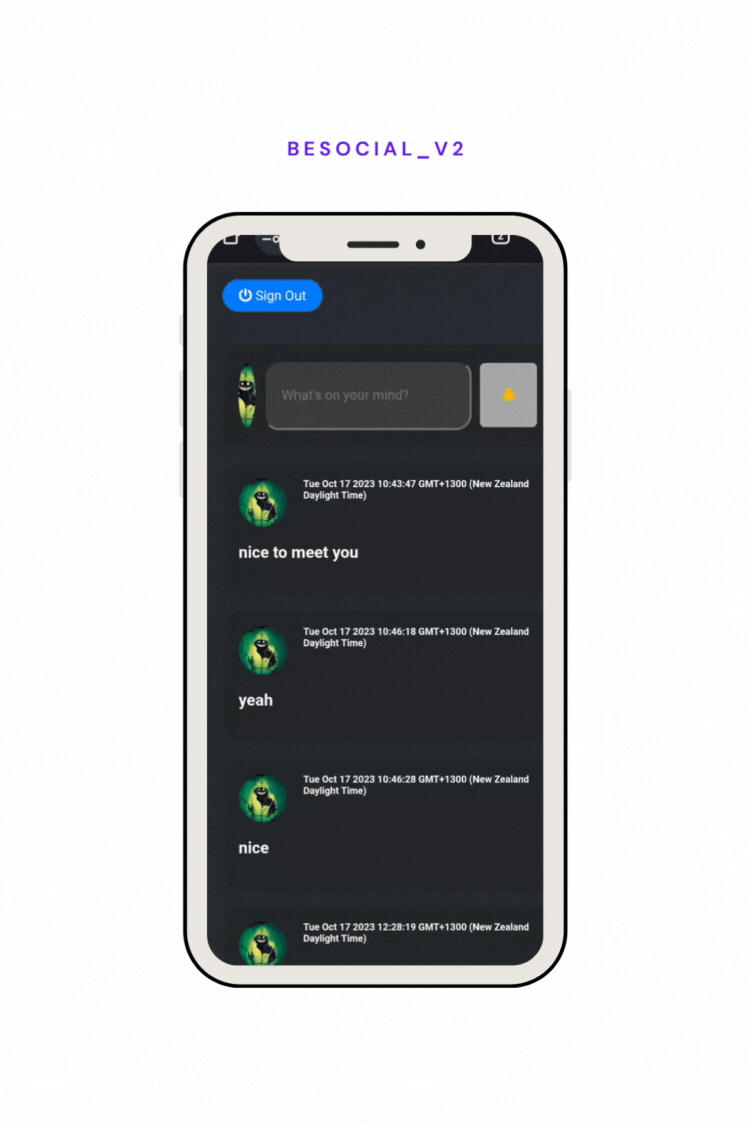 BESOCIAL_V2
2
Sign Out
What's on your mind?
Tue Oct 17 2023 10:43:47 GMT+1300 (New Zealand
Daylight Time)
nice to meet you
Tue Oct 17 2023 10:46:18 GMT+1300 (New Zealand
Daylight Time)
yeah
Tue Oct 17 2023 10:46:28 GMT+1300 (New Zealand
Daylight Time)
nice
Tue Oct 17 2023 12:28:19 GMT+1300 (New Zealand
Daylight Time)